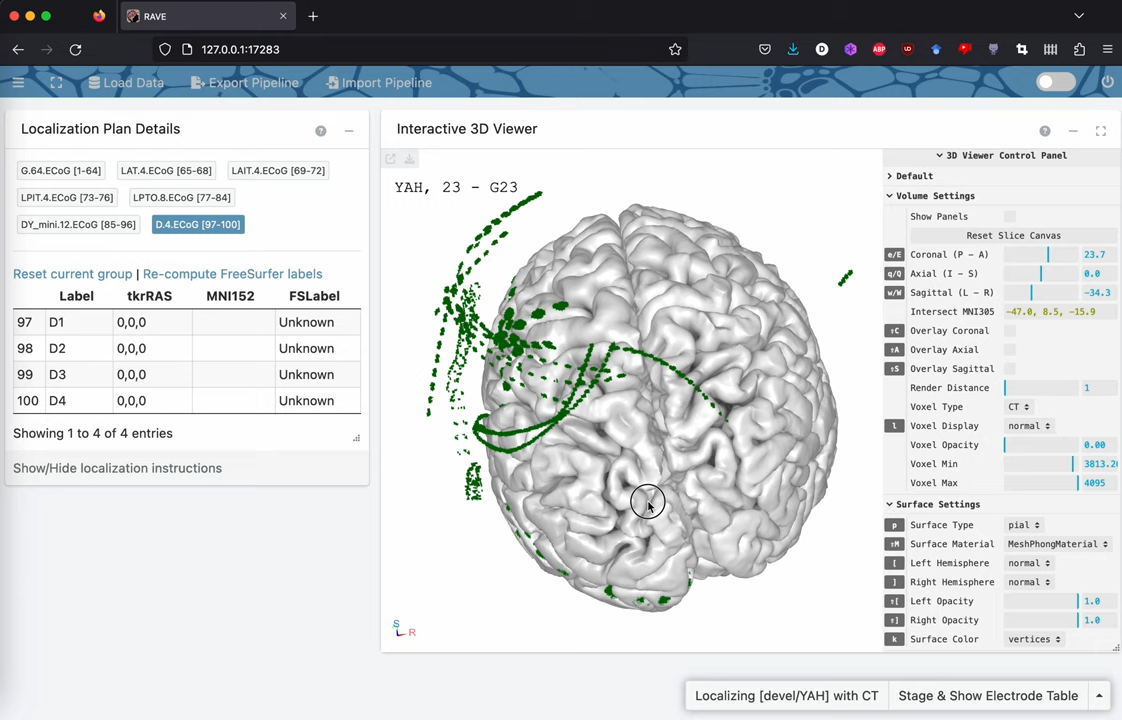 RAVE
127.0.0.1:17283
Load Data Export Pipeline Import Pipeline
Localization Plan Details
G.64.ECoG [1-64] LAT.4.ECoG [65-68] LAIT.4.ECoG [69-72]
LPIT.4.ECoG [73-76] LPTO.8.ECoG [77-84]
DY_mini.12.ECoG [85-96] D.4.ECoG [97-100]
Reset current group | Re-compute FreeSurfer labels
Label tkrRAS MNI152 FSLabel
97 D1 0,0,0 Unknown
98 D2 0,0,0 Unknown
99 D3 0,0,0 Unknown
100 D4 0,0,0 Unknown
Showing 1 to 4 of 4 entries
Show/Hide localization instructions
Interactive 3D Viewer
YAH, 23 - G23
S
R
3D Viewer Control Panel
Default
Volume Settings
Show Panels
Reset Slice Canvas
e/E Coronal (P - A) 23.7
q/Q Axial (I - S) 0.0
w/W Sagittal (L - R) -34.3
Intersect MNI305 -47.0, 8.5, -15.9
⇧C Overlay Coronal
⇧A Overlay Axial
⇧S Overlay Sagittal
Render Distance 1
Voxel Type CT
l Voxel Display normal
Voxel Opacity 0.00
Voxel Min 3813.20
Voxel Max 4095
Surface Settings
p Surface Type pial
⇧M Surface Material MeshPhongMaterial
[ Left Hemisphere normal
] Right Hemisphere normal
⇧[ Left Opacity 1.0
⇧] Right Opacity 1.0
k Surface Color vertices
Localizing [devel/YAH] with CT Stage & Show Electrode Table